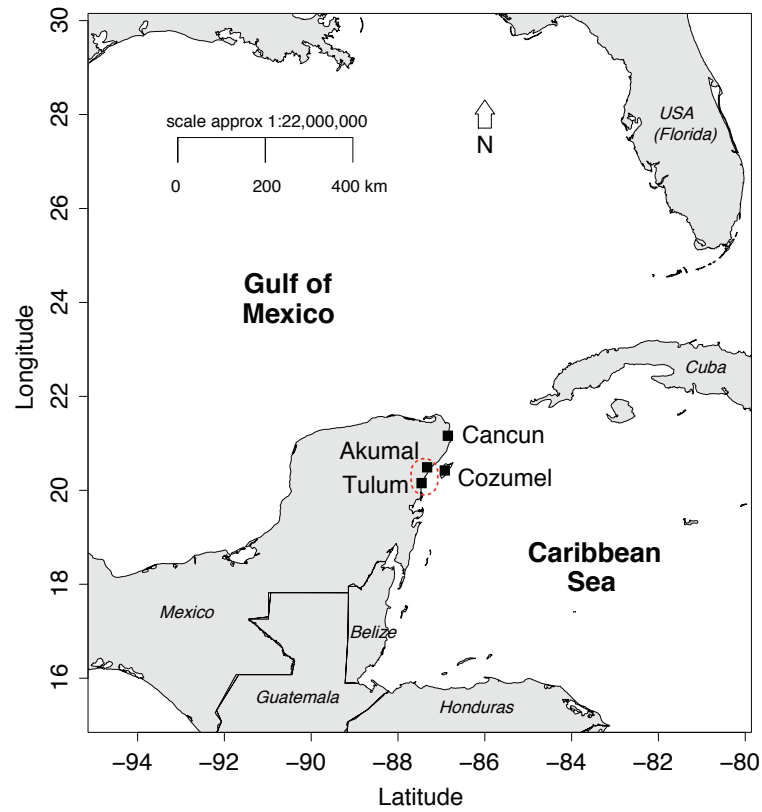 30
28
26
24
22
20
18
16
Longitude
scale approx 1:22,000,000
0 200 400 km
N
USA
(Florida)
Gulf of
Mexico
Cuba
Cancun
Akumal
Cozumel
Tulum
Caribbean
Sea
Mexico
Belize
Guatemala
Honduras
−94 −92 −90 −88 −86 −84 −82 −80
Latitude